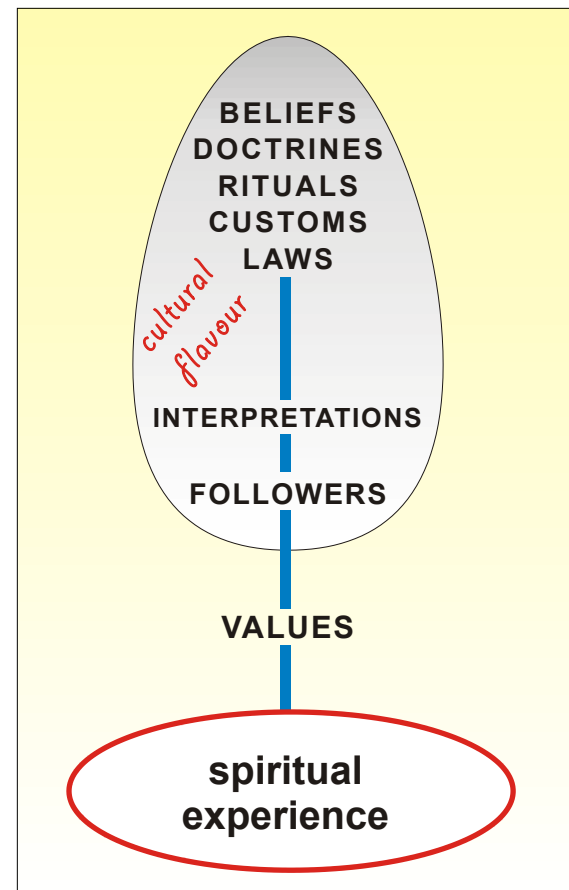 BELIEFS
DOCTRINES
RITUALS
CUSTOMS
LAWS
cultural
flavour
INTERPRETATIONS
FOLLOWERS
VALUES
spiritual
experience